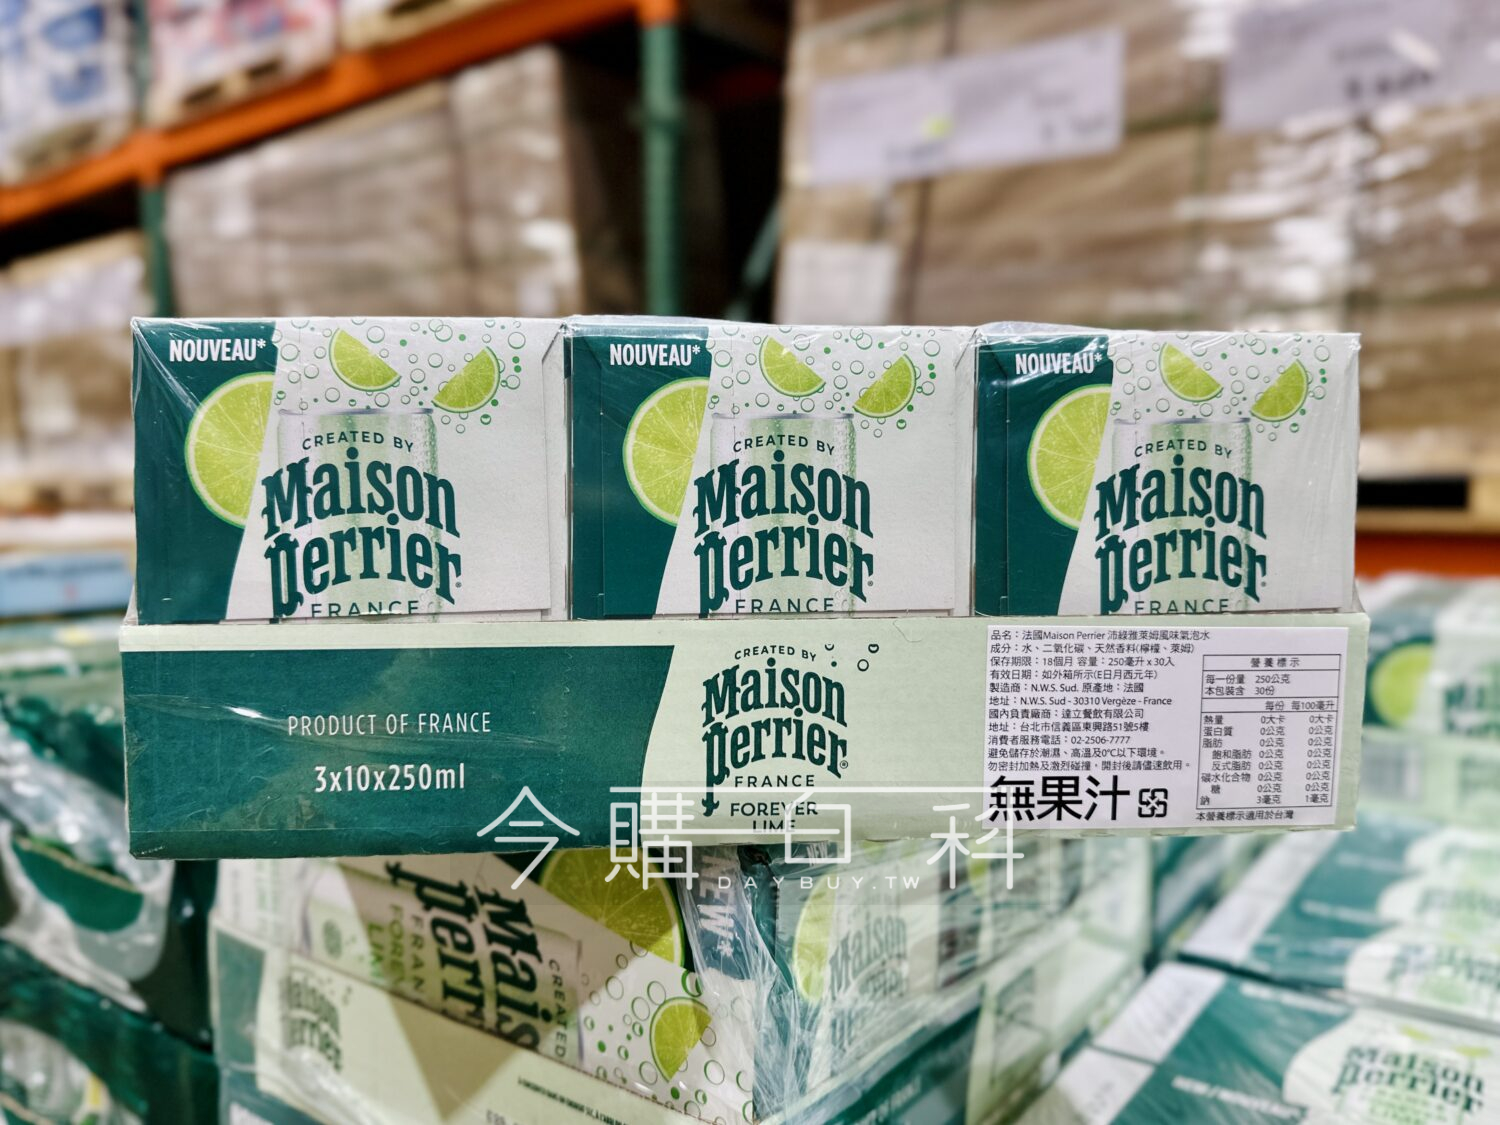 NOUVEAU*
CREATED BY
Maison
Perrier
FRANCE
NOUVEAU*
CREATED BY
Maison
Perrier
FRANCE
NOUVEAU*
CREATED BY
Maison
Perrier
FRANCE
PRODUCT OF FRANCE
3x10x250ml
CREATED BY
Maison
Perrier
FRANCE
FOREVER
LIME
品名：法國Maison Perrier 沛綠雅萊姆風味氣泡水
成分：水、二氧化碳、天然香料(檸檬、萊姆)
保存期限：18個月 容量：250毫升 x 30入
有效日期：如外箱所示(E日月西元年)
製造商：N.W.S. Sud. 原產地：法國
地址：N.W.S. Sud - 30310 Vergèze - France
國內負責廠商：達立餐飲有限公司
地址：台北市信義區東興路51號5樓
消費者服務電話：02-2506-7777
避免儲存於潮濕、高溫及0°C以下環境。
勿密封加熱及激烈碰撞，開封後請儘速飲用。
無果汁
營養標示
每一份量 250公克
本包裝含 30份
每份 每100毫升
熱量 0大卡 0大卡
蛋白質 0公克 0公克
脂肪 0公克 0公克
飽和脂肪 0公克 0公克
反式脂肪 0公克 0公克
碳水化合物 0公克 0公克
糖 0公克 0公克
鈉 3毫克 1毫克
本營養標示適用於台灣
今購百科
DAYBUY.TW
CREATED
Mais
Perr
FRAN
FORE
LIM
NEW*
NEW
Maison
Maison
Perrier
Maison
Perrier